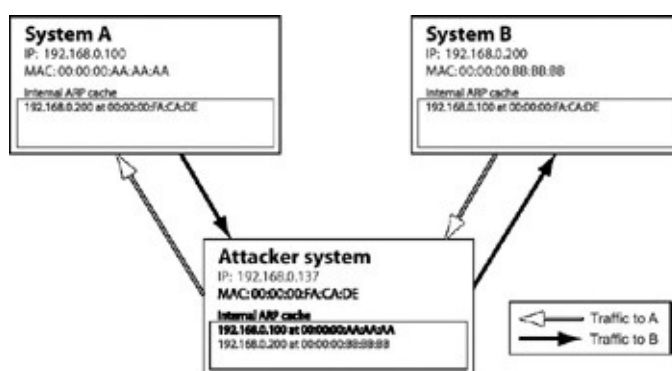 System A
IP: 192.168.0.100
MAC: 00:00:00:AA:AA:AA
Internal ARP cache
192.168.0.200 at 00:00:00:FA:CA:DE
System B
IP: 192.168.0.200
MAC: 00:00:00:BB:BB:BB
Internal ARP cache
192.168.0.100 at 00:00:00:FA:CA:DE
Attacker system
IP: 192.168.0.137
MAC: 00:00:00:FA:CA:DE
Internal ARP cache
192.168.0.100 at 00:00:00:AA:AA:AA
192.168.0.200 at 00:00:00:BB:BB:BB
Traffic to A
Traffic to B